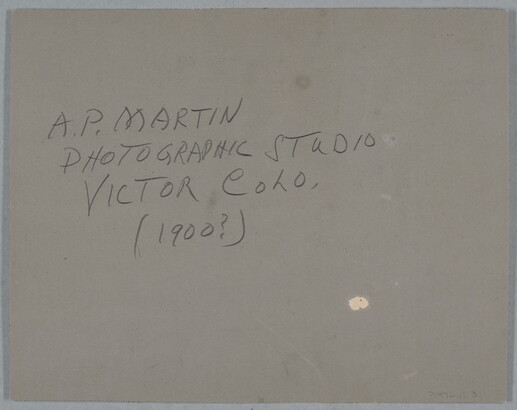 A.P. MARTIN
PHOTOGRAPHIC STUDIO
VICTOR COLO.
(1900?)